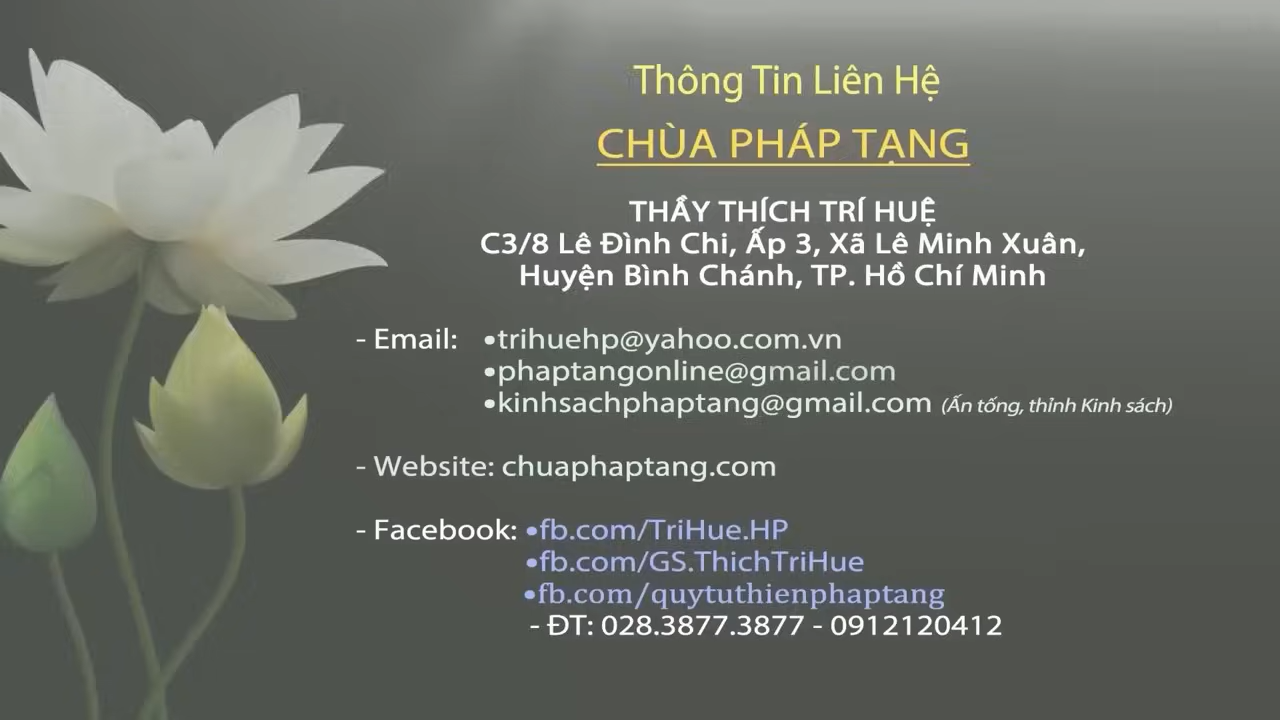 Thông Tin Liên Hệ
CHÙA PHÁP TẠNG
THẦY THÍCH TRÍ HUỆ
C3/8 Lê Đình Chi, Ấp 3, Xã Lê Minh Xuân,
Huyện Bình Chánh, TP. Hồ Chí Minh
- Email: •trihuehp@yahoo.com.vn
•phaptangonline@gmail.com
•kinhsachphaptang@gmail.com (Ấn tống, thỉnh Kinh sách)
- Website: chuaphaptang.com
- Facebook: •fb.com/TriHue.HP
•fb.com/GS.ThichTriHue
•fb.com/quytuthienphaptang
- ĐT: 028.3877.3877 - 0912120412